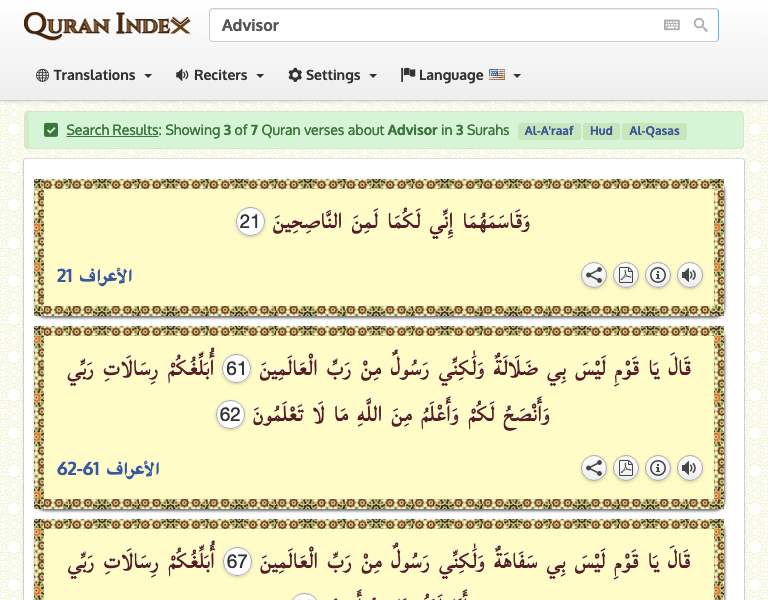 QURAN INDEX
Advisor
Translations Reciters Settings Language
Search Results: Showing 3 of 7 Quran verses about Advisor in 3 Surahs Al-A'raaf Hud Al-Qasas
وَقَاسَمَهُمَا إِنِّي لَكُمَا لَمِنَ النَّاصِحِينَ 21
الأعراف 21
قَالَ يَا قَوْمِ لَيْسَ بِي ضَلَالَةٌ وَلَٰكِنِّي رَسُولٌ مِنْ رَبِّ الْعَالَمِينَ 61 أُبَلِّغُكُمْ رِسَالَاتِ رَبِّي
وَأَنْصَحُ لَكُمْ وَأَعْلَمُ مِنَ اللَّهِ مَا لَا تَعْلَمُونَ 62
الأعراف 61-62
قَالَ يَا قَوْمِ لَيْسَ بِي سَفَاهَةٌ وَلَٰكِنِّي رَسُولٌ مِنْ رَبِّ الْعَالَمِينَ 67 أُبَلِّغُكُمْ رِسَالَاتِ رَبِّي